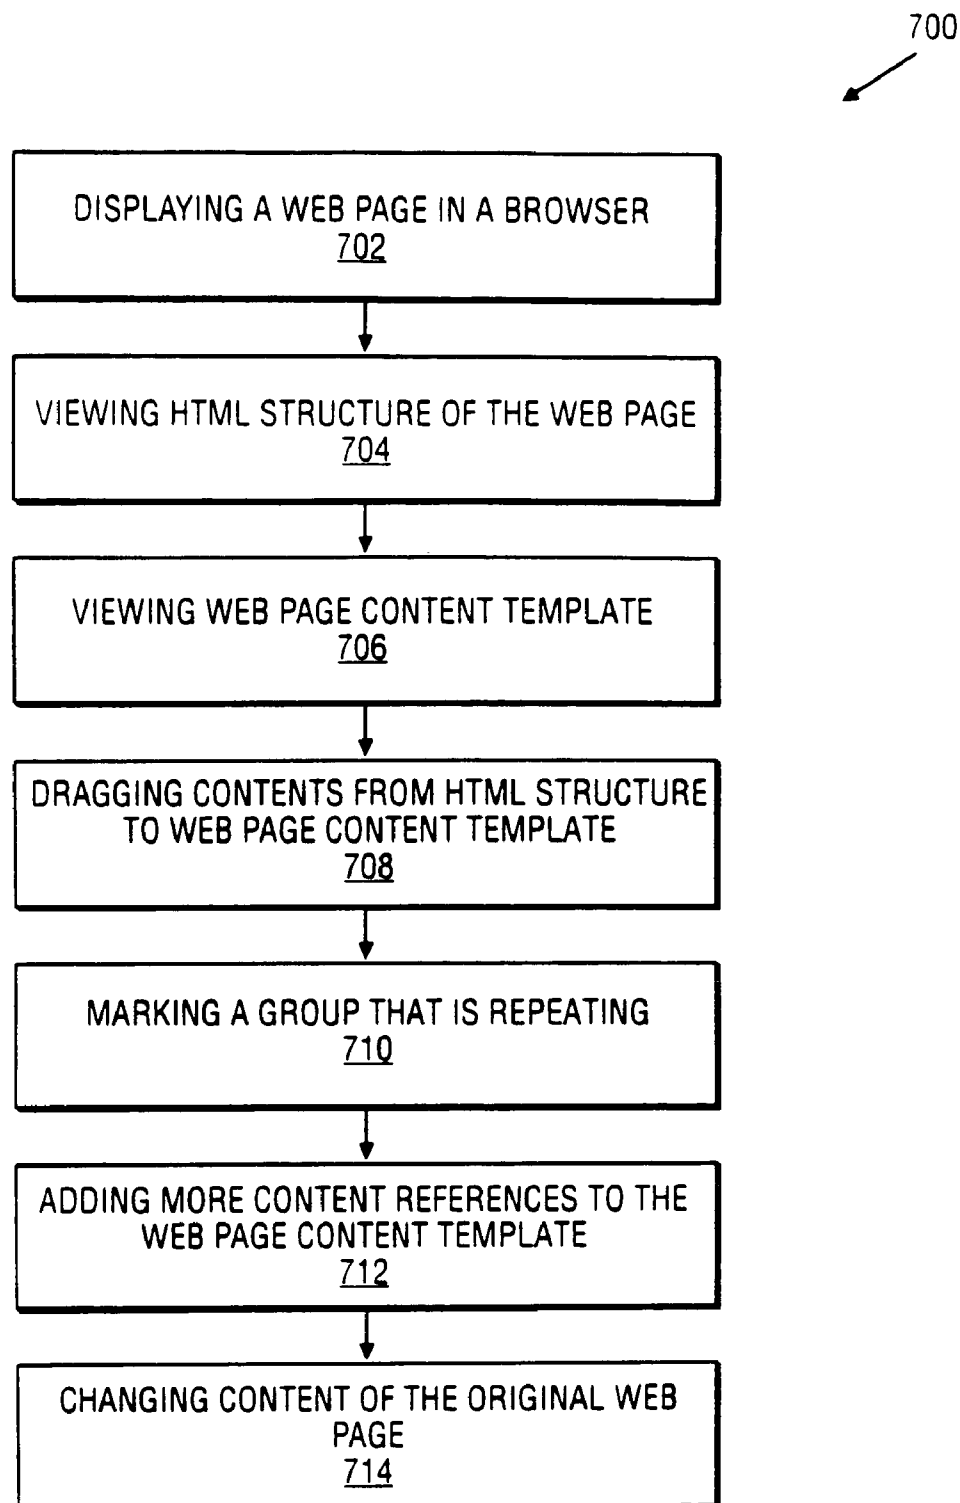 700
DISPLAYING A WEB PAGE IN A BROWSER
702
VIEWING HTML STRUCTURE OF THE WEB PAGE
704
VIEWING WEB PAGE CONTENT TEMPLATE
706
DRAGGING CONTENTS FROM HTML STRUCTURE
TO WEB PAGE CONTENT TEMPLATE
708
MARKING A GROUP THAT IS REPEATING
710
ADDING MORE CONTENT REFERENCES TO THE
WEB PAGE CONTENT TEMPLATE
712
CHANGING CONTENT OF THE ORIGINAL WEB
PAGE
714